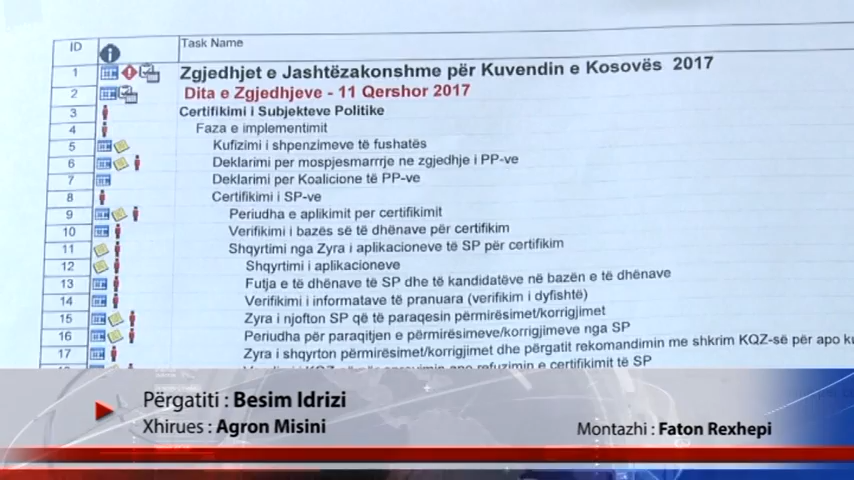 ID Task Name
1 Zgjedhjet e Jashtëzakonshme për Kuvendin e Kosovës 2017
2 Dita e Zgjedhjeve - 11 Qershor 2017
3 Certifikimi i Subjekteve Politike
4 Faza e implementimit
5 Kufizimi i shpenzimeve të fushatës
6 Deklarimi per mospjesmarrrje ne zgjedhje i PP-ve
7 Deklarimi per Koalicione të PP-ve
8 Certifikimi i SP-ve
9 Periudha e aplikimit per certifikimit
10 Verifikimi i bazës së të dhënave për certifikim
11 Shqyrtimi nga Zyra i aplikacioneve të SP për certifikim
12 Shqyrtimi i aplikacioneve
13 Futja e të dhënave të SP dhe të kandidatëve në bazën e të dhënave
14 Verifikimi i informatave të pranuara (verifikim i dyfishtë)
15 Zyra i njofton SP që të paraqesin përmirësimet/korrigjimet
16 Periudha për paraqitjen e përmirësimeve/korrigjimeve nga SP
17 Zyra i shqyrton përmirësimet/korrigjimet dhe përgatit rekomandimin me shkrim KQZ-së për apo
apo refuzimin e certifikimit të SP
Përgatiti : Besim Idrizi
Xhirues : Agron Misini
Montazhi : Faton Rexhepi